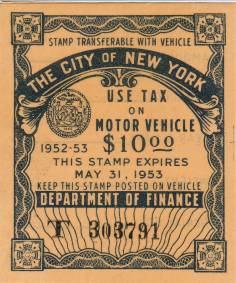 STAMP TRANSFERABLE WITH VEHICLE
THE CITY OF NEW YORK
USE TAX
ON
MOTOR VEHICLE
1952-53 $10.00
THIS STAMP EXPIRES
MAY 31, 1953
KEEP THIS STAMP POSTED ON VEHICLE
DEPARTMENT OF FINANCE
T 303791